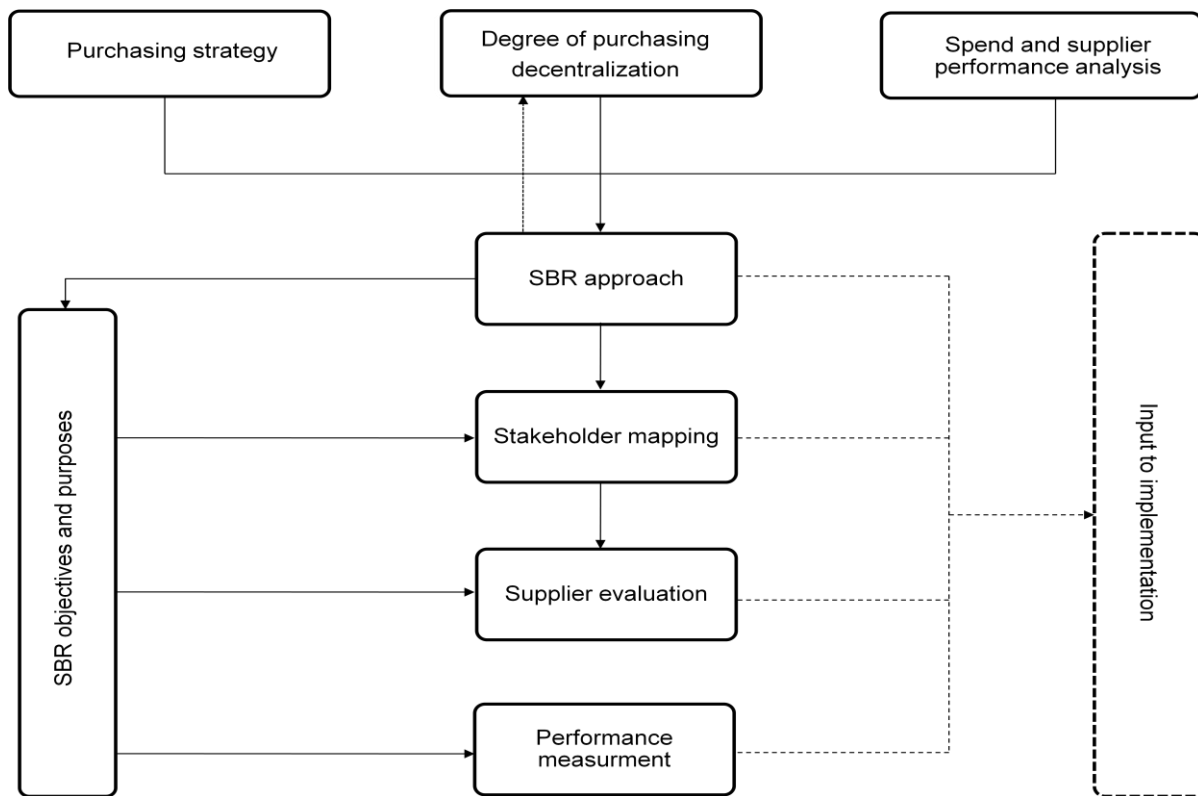 Purchasing strategy
Degree of purchasing
decentralization
Spend and supplier
performance analysis
SBR approach
SBR objectives and purposes
Stakeholder mapping
Input to implementation
Supplier evaluation
Performance
measurment